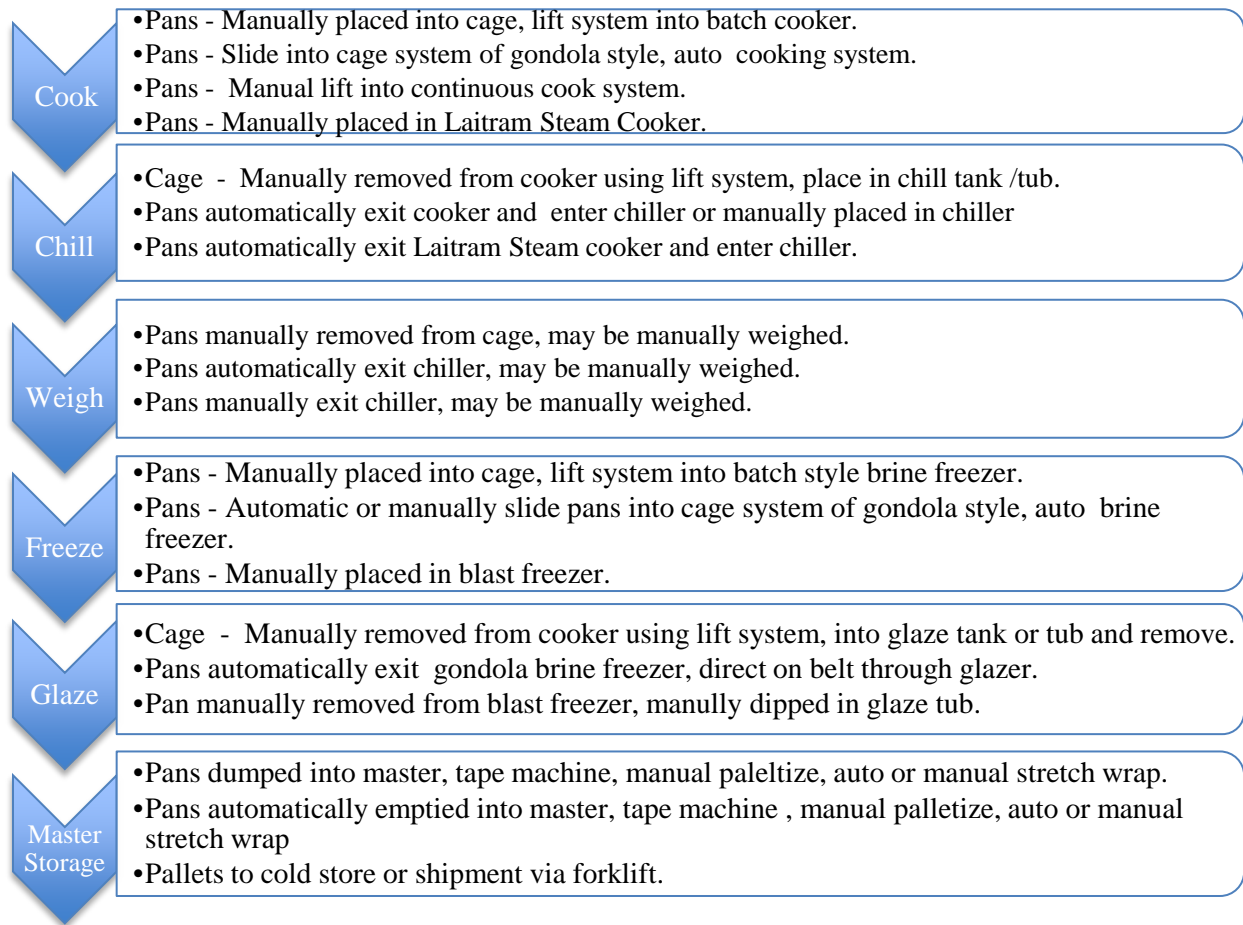 Cook
•Pans - Manually placed into cage, lift system into batch cooker.
•Pans - Slide into cage system of gondola style, auto cooking system.
•Pans - Manual lift into continuous cook system.
•Pans - Manually placed in Laitram Steam Cooker.
Chill
•Cage - Manually removed from cooker using lift system, place in chill tank /tub.
•Pans automatically exit cooker and enter chiller or manually placed in chiller
•Pans automatically exit Laitram Steam cooker and enter chiller.
Weigh
•Pans manually removed from cage, may be manually weighed.
•Pans automatically exit chiller, may be manually weighed.
•Pans manually exit chiller, may be manually weighed.
Freeze
•Pans - Manually placed into cage, lift system into batch style brine freezer.
•Pans - Automatic or manually slide pans into cage system of gondola style, auto brine
freezer.
•Pans - Manually placed in blast freezer.
Glaze
•Cage - Manually removed from cooker using lift system, into glaze tank or tub and remove.
•Pans automatically exit gondola brine freezer, direct on belt through glazer.
•Pan manually removed from blast freezer, manully dipped in glaze tub.
Master
Storage
•Pans dumped into master, tape machine, manual paleltize, auto or manual stretch wrap.
•Pans automatically emptied into master, tape machine , manual palletize, auto or manual
stretch wrap
•Pallets to cold store or shipment via forklift.